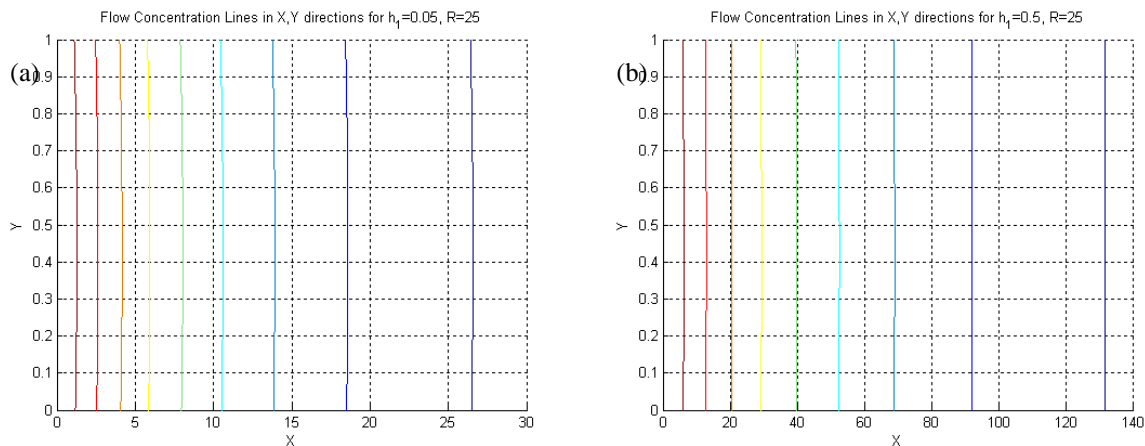 Flow Concentration Lines in X,Y directions for h1=0.05, R=25
(a)
1
0.9
0.8
0.7
0.6
0.5
0.4
0.3
0.2
0.1
0
Y
0 5 10 15 20 25 30
X
Flow Concentration Lines in X,Y directions for h1=0.5, R=25
(b)
1
0.9
0.8
0.7
0.6
0.5
0.4
0.3
0.2
0.1
0
Y
0 20 40 60 80 100 120 140
X